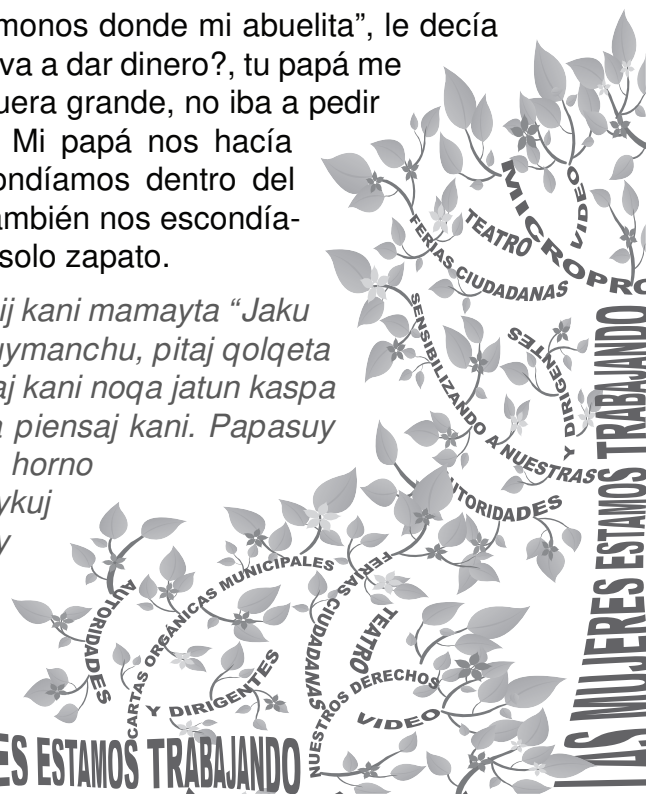 monos donde mi abuelita”, le decía
va a dar dinero?, tu papá me
uera grande, no iba a pedir
Mi papá nos hacía
ondíamos dentro del
ambién nos escondía-
solo zapato.
ij kani mamayta “Jaku
uymanchu, pitaj qolqeta
aj kani noqa jatun kaspa
a piensaj kani. Papasuy
horno
ykuj
y
VIDEO
MICROPRO
TEATRO
FERIAS CIUDADANAS
SENSIBILIZANDO A NUESTRAS
Y DIRIGENTES
UTORIDADES
LAS MUJERES ESTAMOS TRABAJANDO
AUTORIDADES
CARTAS ORGÁNICAS MUNICIPALES
FERIAS CIUDADANAS
TEATRO
Y DIRIGENTES
NUESTROS DERECHOS
VIDEO
ES ESTAMOS TRABAJANDO